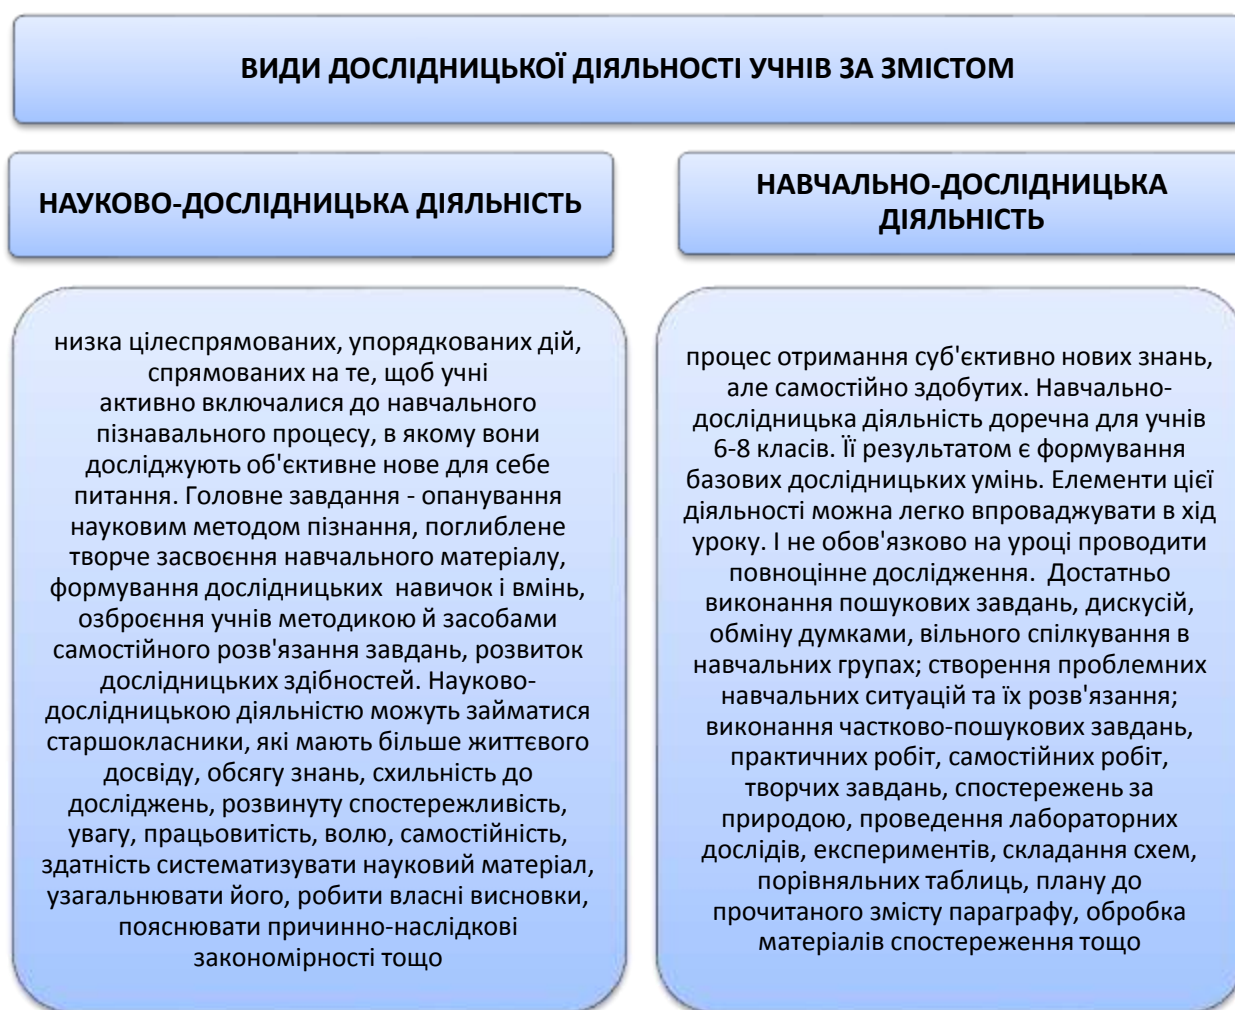 ВИДИ ДОСЛІДНИЦЬКОЇ ДІЯЛЬНОСТІ УЧНІВ ЗА ЗМІСТОМ
НАУКОВО-ДОСЛІДНИЦЬКА ДІЯЛЬНІСТЬ
низка цілеспрямованих, упорядкованих дій,
спрямованих на те, щоб учні
активно включалися до навчального
пізнавального процесу, в якому вони
досліджують об'єктивне нове для себе
питання. Головне завдання - опанування
науковим методом пізнання, поглиблене
творче засвоєння навчального матеріалу,
формування дослідницьких  навичок і вмінь,
озброєння учнів методикою й засобами
самостійного розв'язання завдань, розвиток
дослідницьких здібностей. Науково-
дослідницькою діяльністю можуть займатися
старшокласники, які мають більше життєвого
досвіду, обсягу знань, схильність до
досліджень, розвинуту спостережливість,
увагу, працьовитість, волю, самостійність,
здатність систематизувати науковий матеріал,
узагальнювати його, робити власні висновки,
пояснювати причинно-наслідкові
закономірності тощо
НАВЧАЛЬНО-ДОСЛІДНИЦЬКА
ДІЯЛЬНІСТЬ
процес отримання суб'єктивно нових знань,
але самостійно здобутих. Навчально-
дослідницька діяльність доречна для учнів
6-8 класів. Її результатом є формування
базових дослідницьких умінь. Елементи цієї
діяльності можна легко впроваджувати в хід
уроку. І не обов'язково на уроці проводити
повноцінне дослідження.  Достатньо
виконання пошукових завдань, дискусій,
обміну думками, вільного спілкування в
навчальних групах; створення проблемних
навчальних ситуацій та їх розв'язання;
виконання частково-пошукових завдань,
практичних робіт, самостійних робіт,
творчих завдань, спостережень за
природою, проведення лабораторних
дослідів, експериментів, складання схем,
порівняльних таблиць, плану до
прочитаного змісту параграфу, обробка
матеріалів спостереження тощо